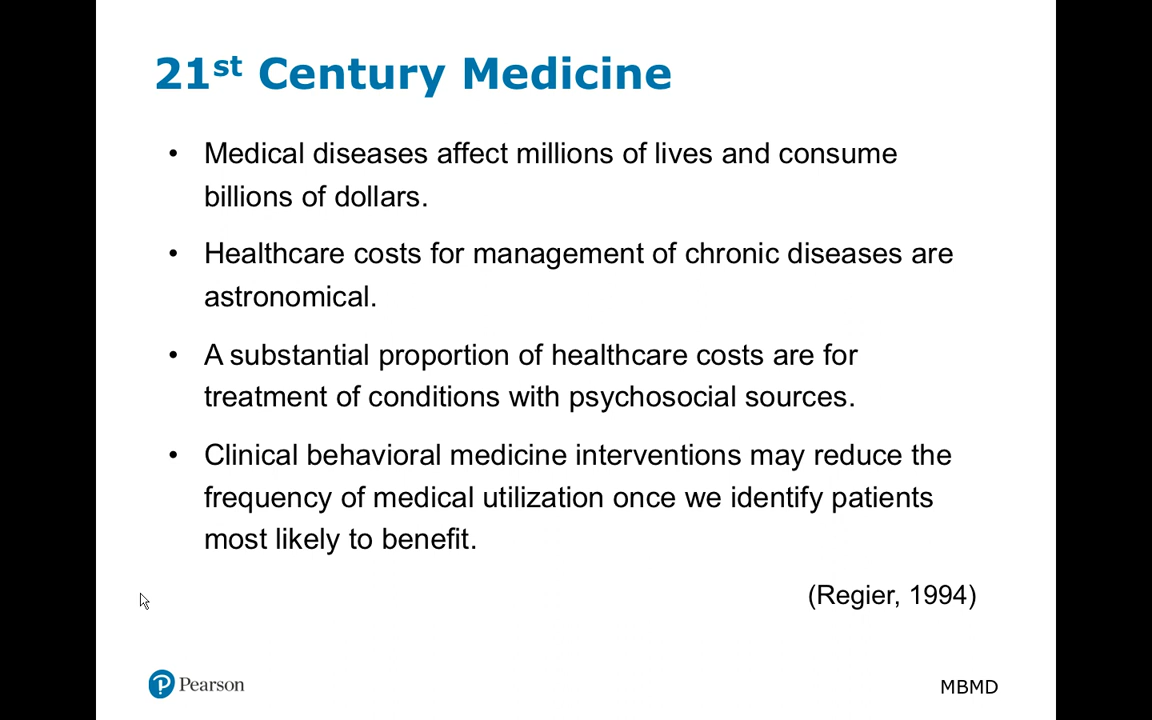 21st Century Medicine
• Medical diseases affect millions of lives and consume
billions of dollars.
• Healthcare costs for management of chronic diseases are
astronomical.
• A substantial proportion of healthcare costs are for
treatment of conditions with psychosocial sources.
• Clinical behavioral medicine interventions may reduce the
frequency of medical utilization once we identify patients
most likely to benefit.
(Regier, 1994)
Pearson
MBMD